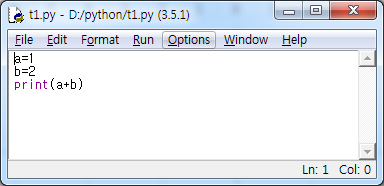 t1.py - D:/python/t1.py (3.5.1)
File Edit Format Run Options Window Help
a=1
b=2
print(a+b)
Ln: 1 Col: 0